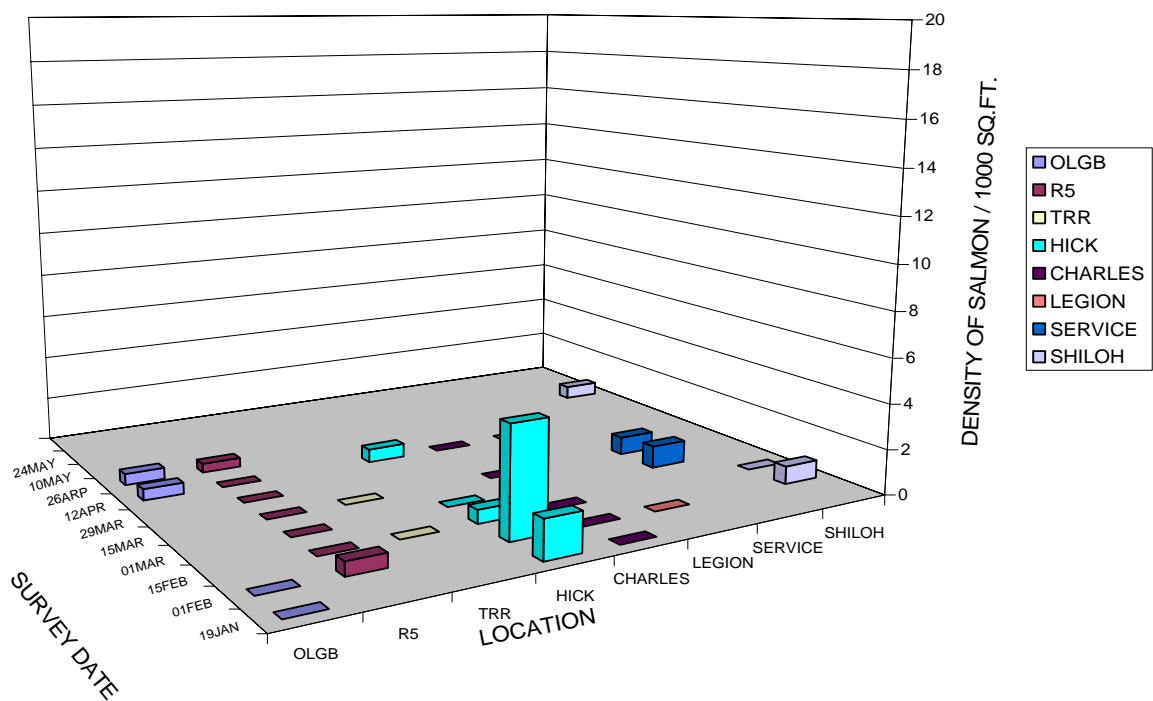 20
18
16
14
12
10
8
6
4
2
0
DENSITY OF SALMON / 1000 SQ.FT.
OLGB
R5
TRR
HICK
CHARLES
LEGION
SERVICE
SHILOH
24MAY
10MAY
26ARP
12APR
29MAR
15MAR
01MAR
15FEB
01FEB
19JAN
SURVEY DATE
OLGB
R5
TRR
HICK
CHARLES
LEGION
SERVICE
SHILOH
LOCATION